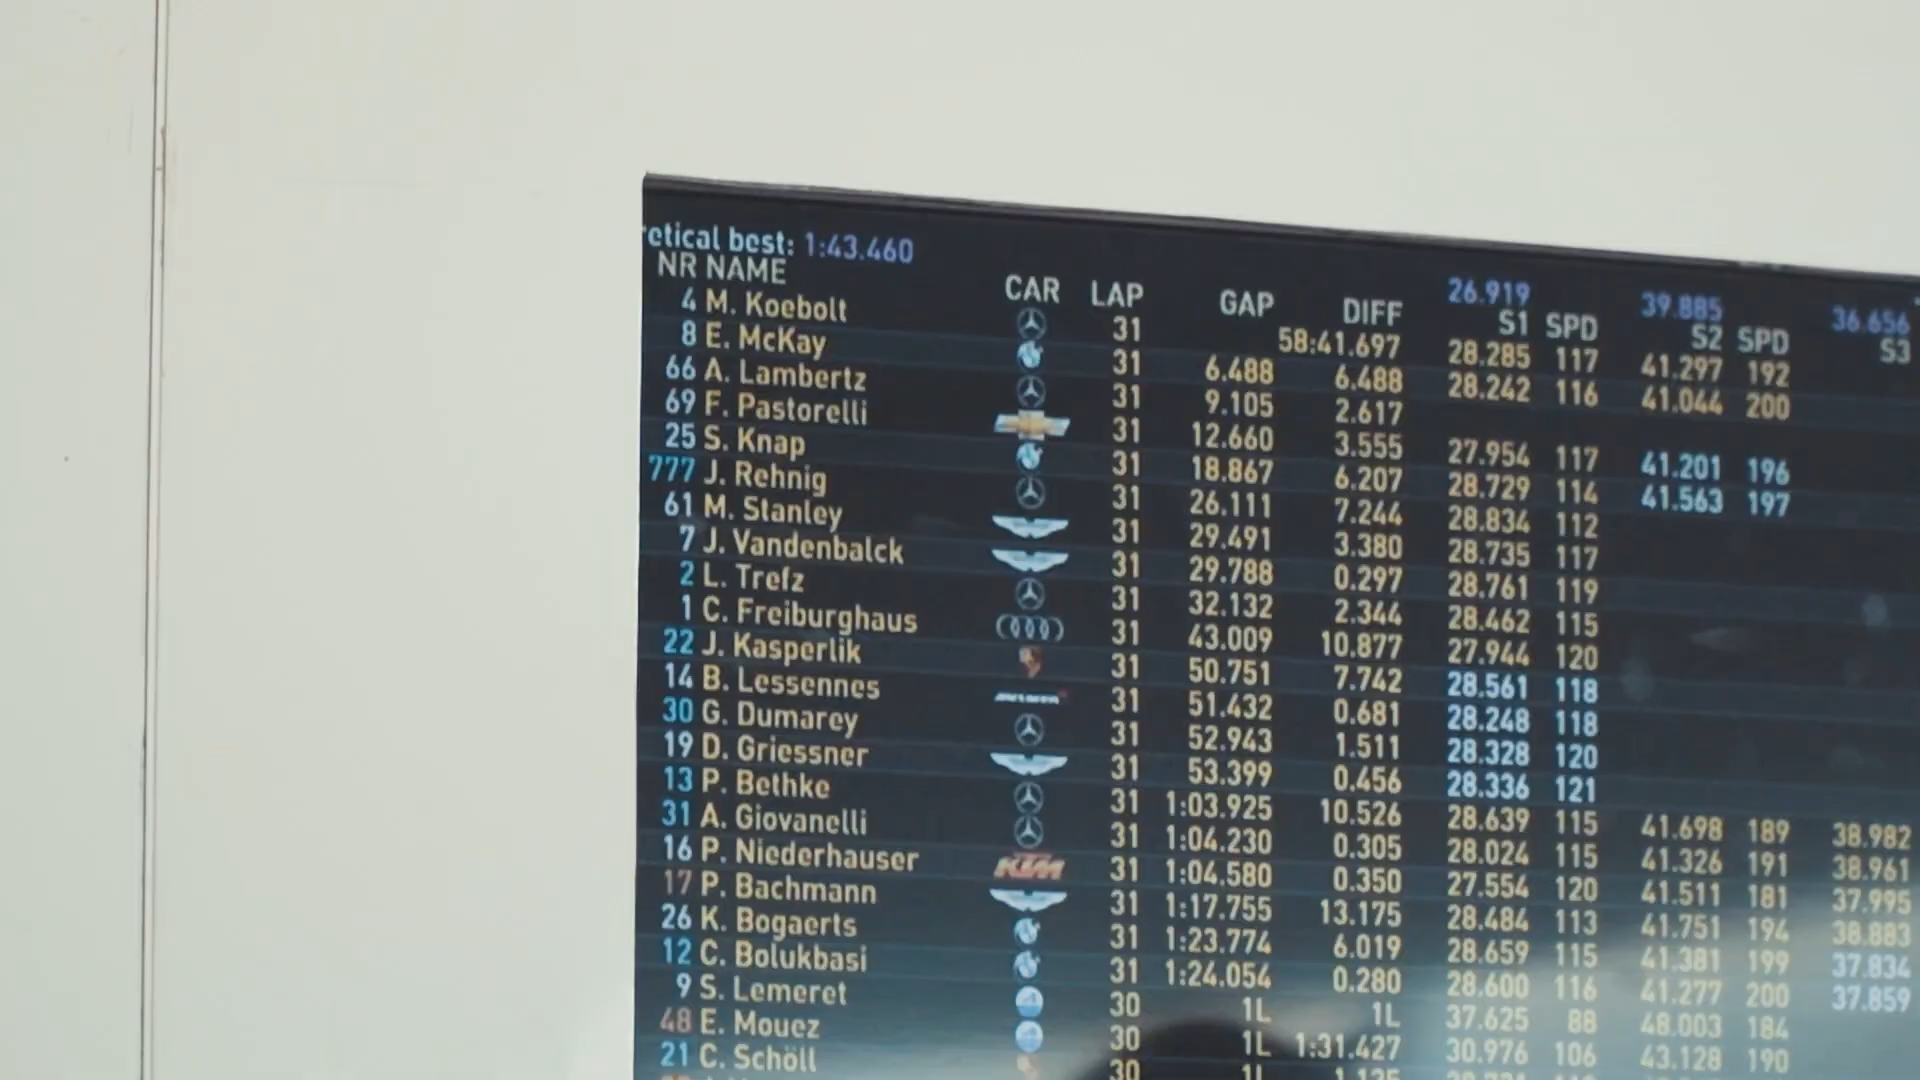 etical best: 1:43.460
26.919 39.885 36.656
NR NAME CAR LAP GAP DIFF S1 SPD S2 SPD S3
4 M. Koebolt 31 58:41.697 28.285 117 41.297 192
8 E. McKay 31 6.488 6.488 28.242 116 41.044 200
66 A. Lambertz 31 9.105 2.617
69 F. Pastorelli 31 12.660 3.555 27.954 117 41.201 196
25 S. Knap 31 18.867 6.207 28.729 114 41.563 197
777 J. Rehnig 31 26.111 7.244 28.834 112
61 M. Stanley 31 29.491 3.380 28.735 117
7 J. Vandenbalck 31 29.788 0.297 28.761 119
2 L. Trefz 31 32.132 2.344 28.462 115
1 C. Freiburghaus 31 43.009 10.877 27.944 120
22 J. Kasperlik 31 50.751 7.742 28.561 118
14 B. Lessennes 31 51.432 0.681 28.248 118
30 G. Dumarey 31 52.943 1.511 28.328 120
19 D. Griessner 31 53.399 0.456 28.336 121
13 P. Bethke 31 1:03.925 10.526 28.639 115 41.698 189 38.982
31 A. Giovanelli 31 1:04.230 0.305 28.024 115 41.326 191 38.961
16 P. Niederhauser KTM 31 1:04.580 0.350 27.554 120 41.511 181 37.995
17 P. Bachmann 31 1:17.755 13.175 28.484 113 41.751 194 38.883
26 K. Bogaerts 31 1:23.774 6.019 28.659 115 41.381 199 37.834
12 C. Bolukbasi 31 1:24.054 0.280 28.600 116 41.277 200 37.859
9 S. Lemeret 30 1L 1L 37.625 88 48.003 184
48 E. Mouez 30 1L 1:31.427 30.976 106 43.128 190
21 C. Schöll 30 1L